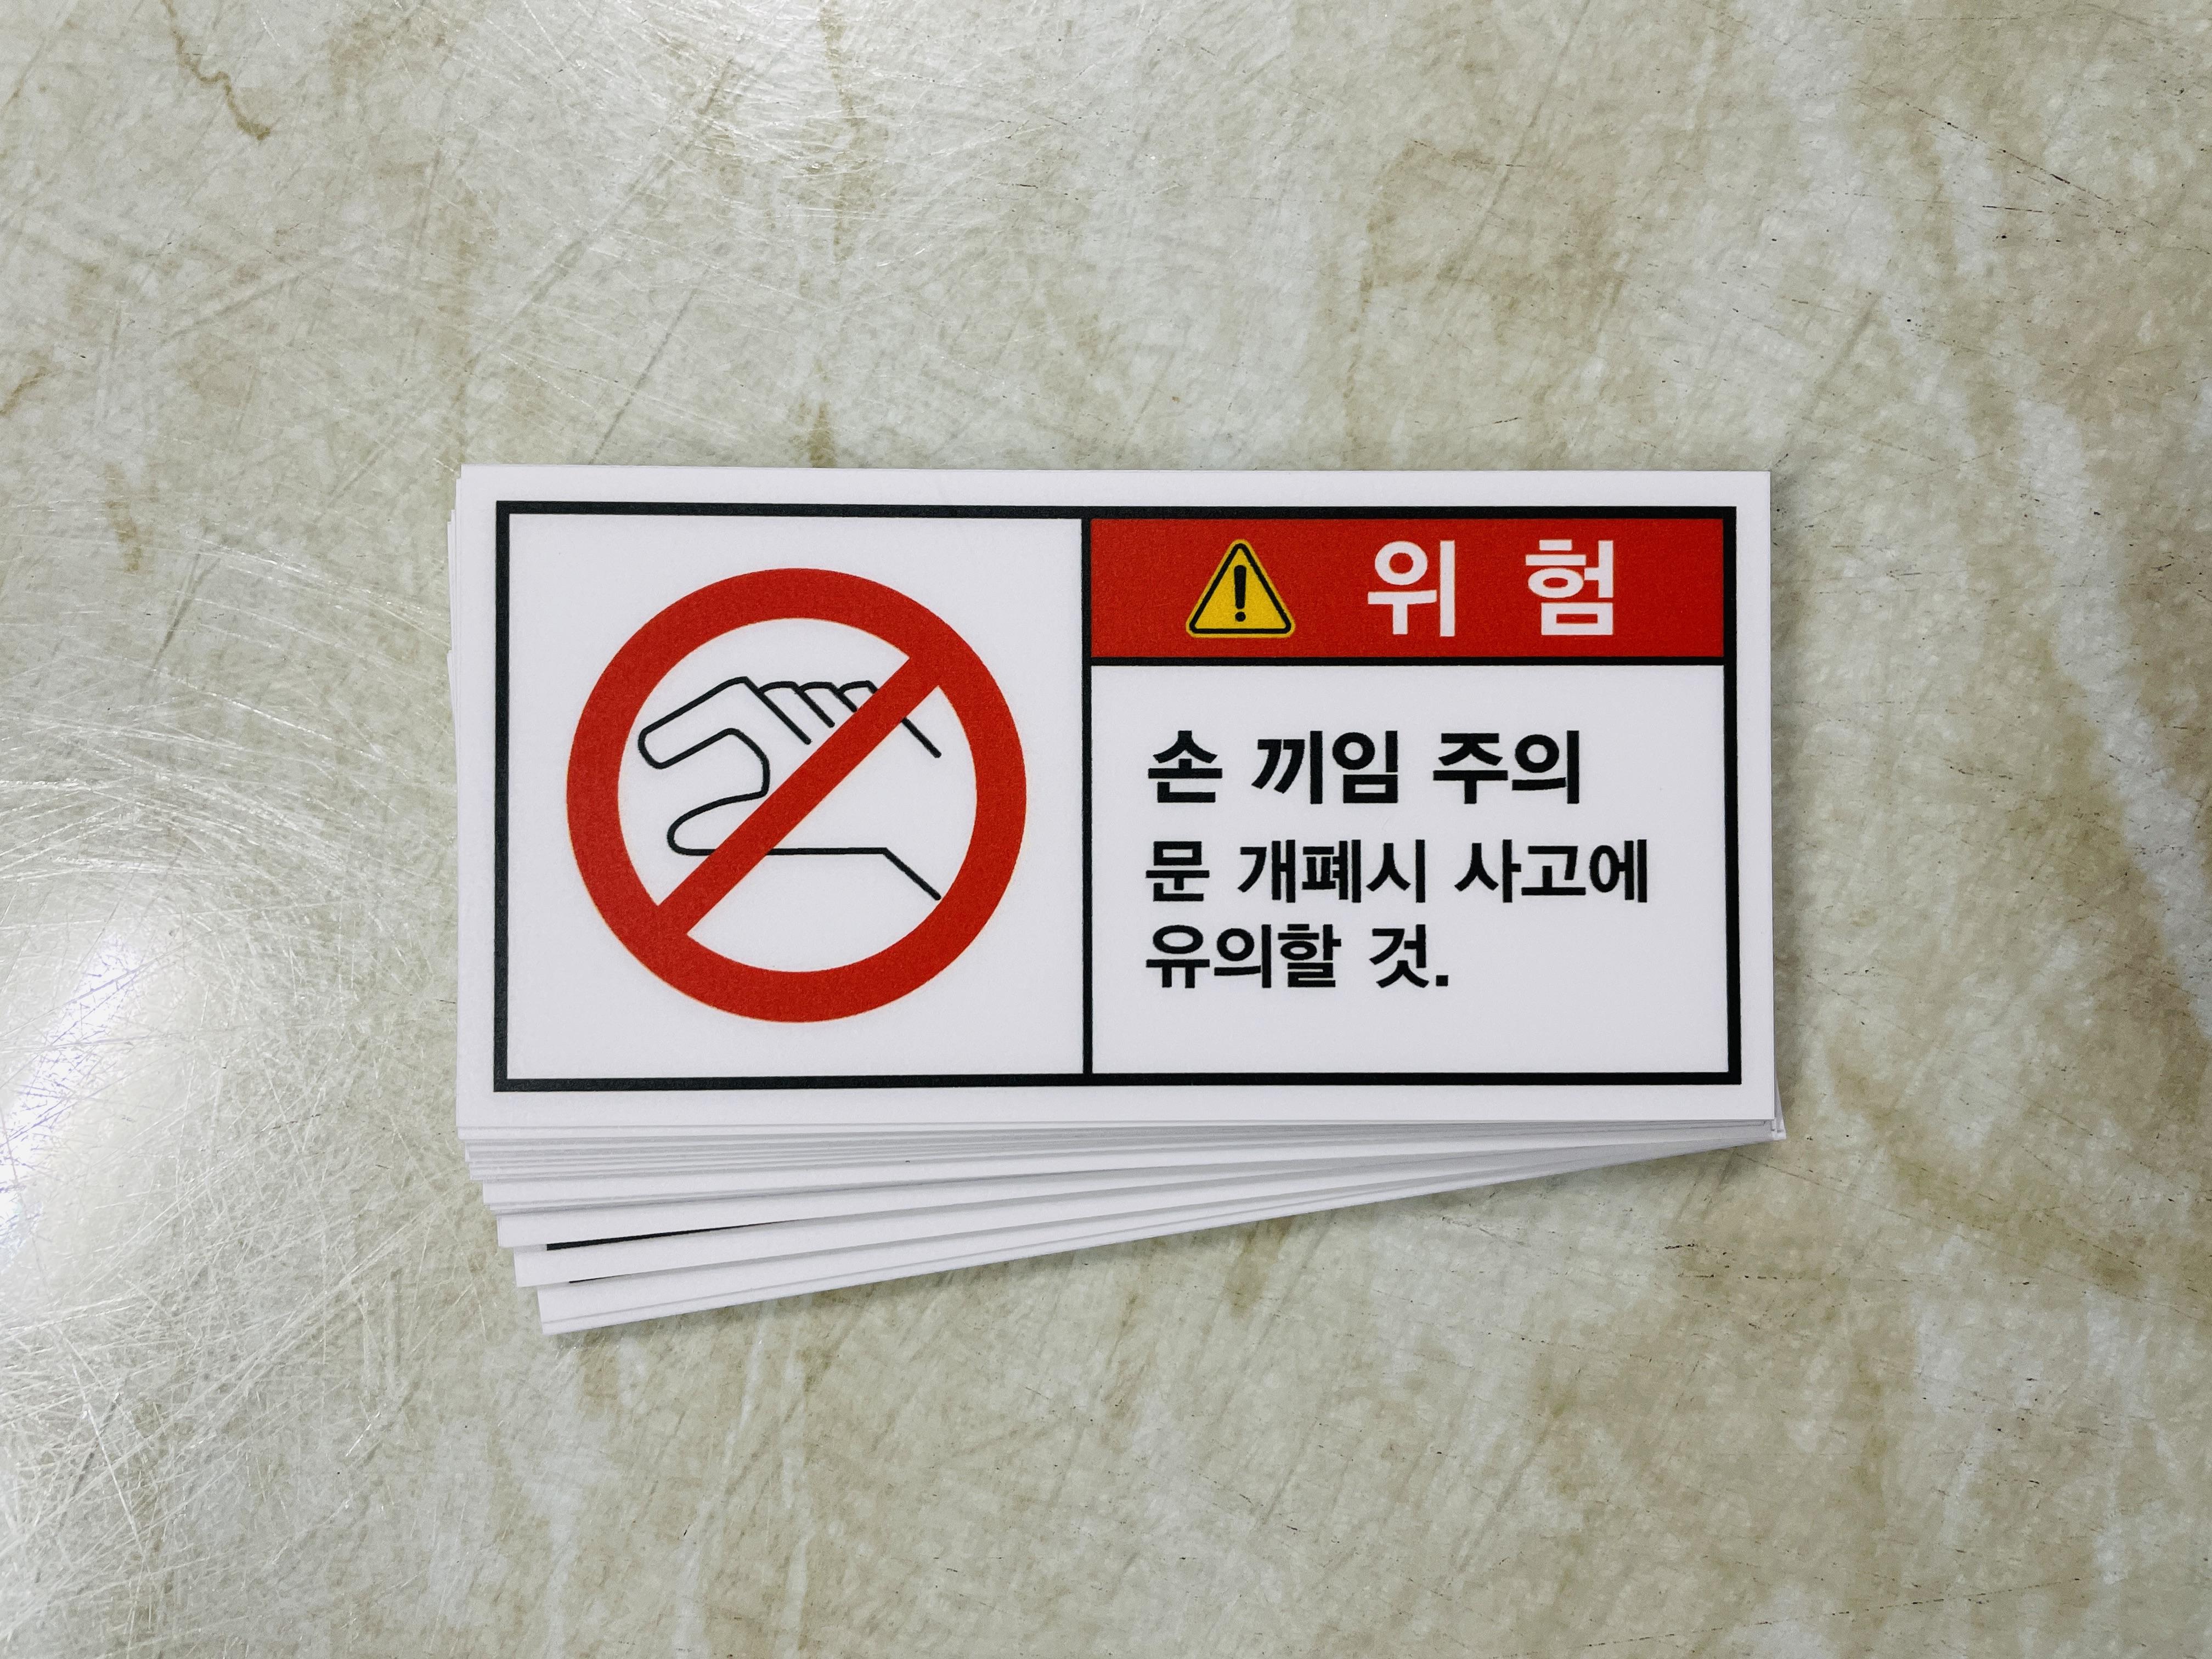 위 험
손 끼임 주의
문 개폐시 사고에
유의할 것.